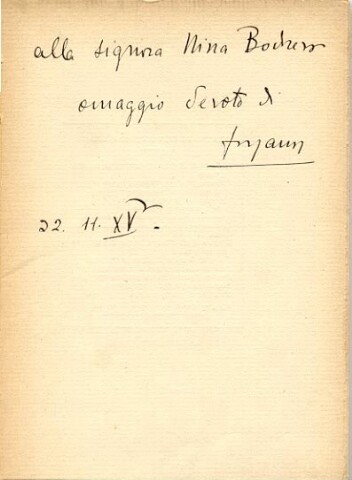 alla signora Nina
omaggio devoto di
22. 11. XV